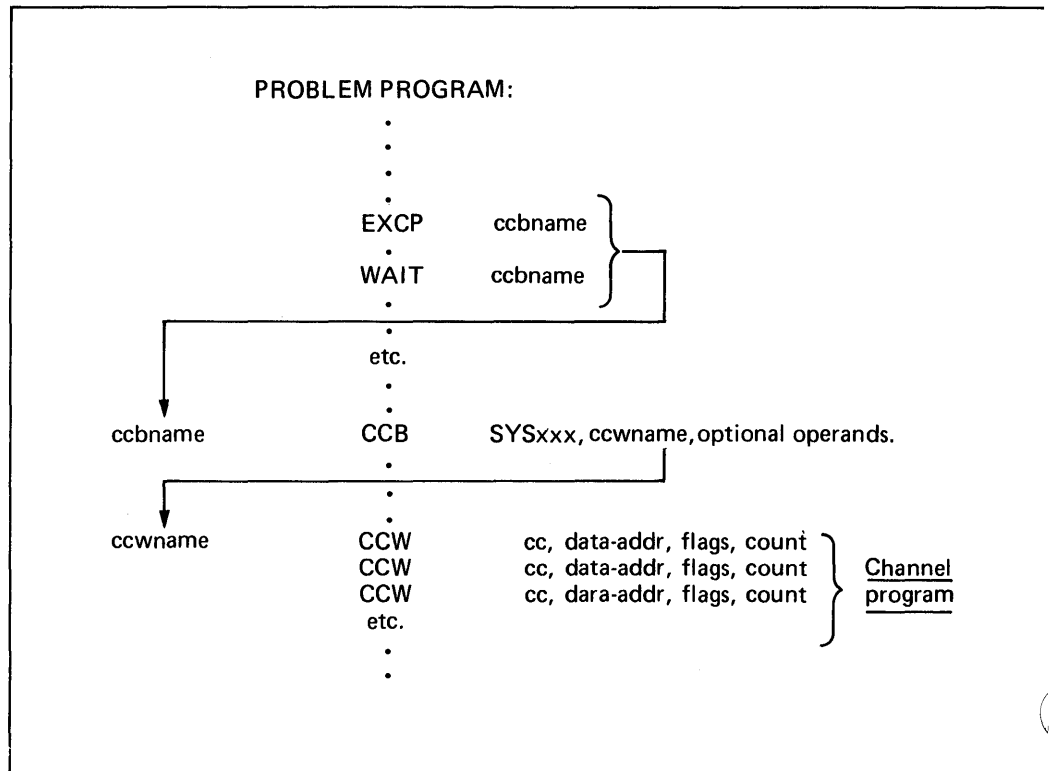 PROBLEM PROGRAM:
EXCP ccbname
WAIT ccbname
etc.
ccbname CCB SYSxxx, ccwname, optional operands.
ccwname CCW cc, data-addr, flags, count
CCW cc, data-addr, flags, count
CCW cc, dara-addr, flags, count
etc.
Channel
program